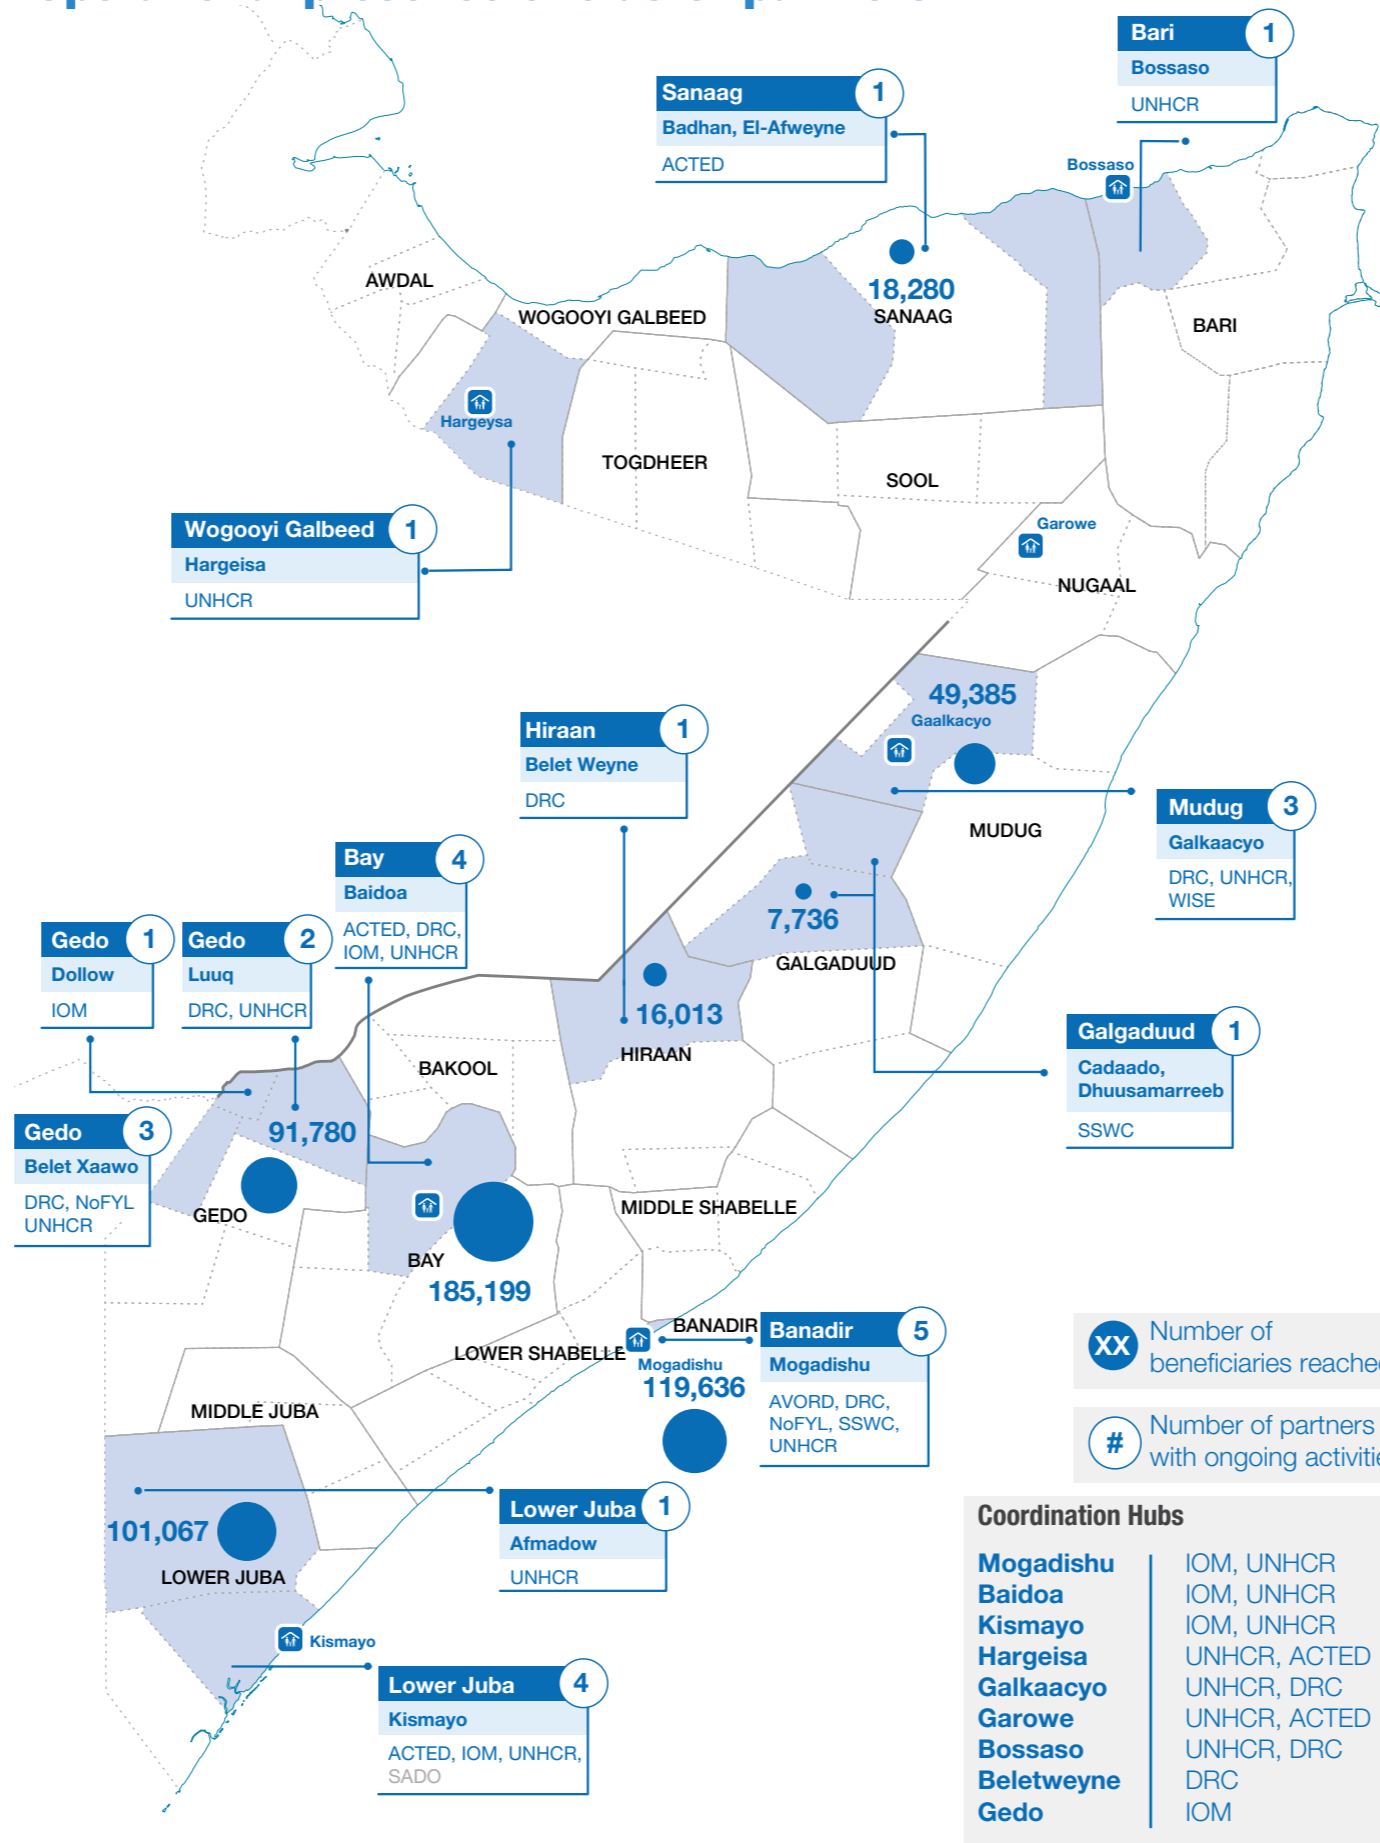 Bari 1
Bossaso
UNHCR
Sanaag 1
Badhan, El-Afweyne
ACTED
Bossaso
AWDAL
18,280
SANAAG
WOGOOYI GALBEED
BARI
Hargeysa
TOGDHEER
SOOL
Wogooyi Galbeed 1
Hargeisa
UNHCR
Garowe
NUGAAL
49,385
Gaalkacyo
Hiraan 1
Belet Weyne
DRC
Mudug 3
Galkaacyo
DRC, UNHCR,
WISE
MUDUG
Bay 4
Baidoa
ACTED, DRC,
IOM, UNHCR
7,736
GALGADUUD
Gedo 1
Dollow
IOM
Gedo 2
Luuq
DRC, UNHCR
16,013
HIRAAN
Galgaduud 1
Cadaado,
Dhuusamarreeb
SSWC
BAKOOL
Gedo 3
Belet Xaawo
DRC, NoFYL
UNHCR
91,780
GEDO
MIDDLE SHABELLE
BAY
185,199
BANADIR
LOWER SHABELLE
Mogadishu
119,636
Banadir 5
Mogadishu
AVORD, DRC,
NoFYL, SSWC,
UNHCR
MIDDLE JUBA
101,067
LOWER JUBA
Lower Juba 1
Afmadow
UNHCR
Kismayo
Lower Juba 4
Kismayo
ACTED, IOM, UNHCR,
SADO
XX Number of
beneficiaries reached
# Number of partners
with ongoing activities
Coordination Hubs
Mogadishu IOM, UNHCR
Baidoa IOM, UNHCR
Kismayo IOM, UNHCR
Hargeisa UNHCR, ACTED
Galkaacyo UNHCR, DRC
Garowe UNHCR, ACTED
Bossaso UNHCR, DRC
Beletweyne DRC
Gedo IOM